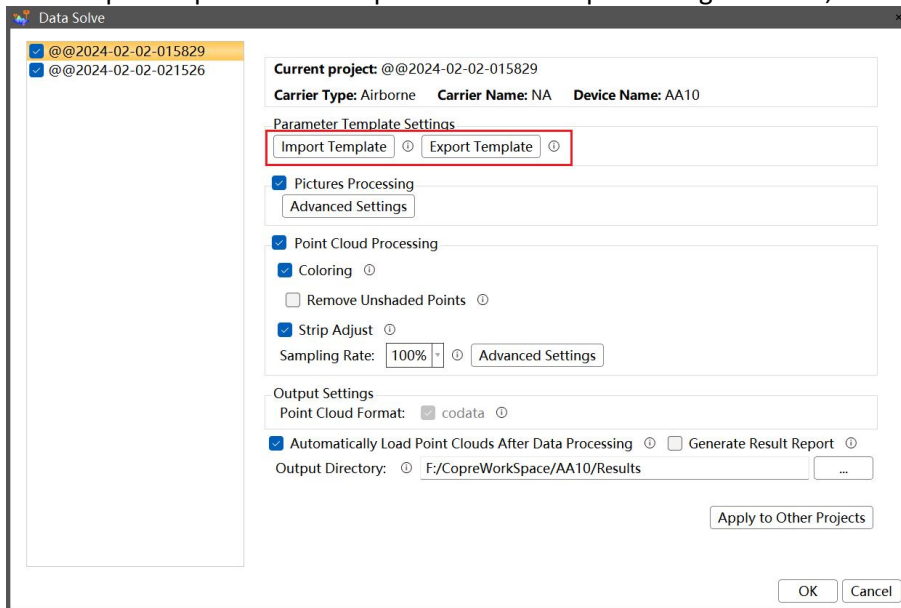 Data Solve
@@2024-02-02-015829
@@2024-02-02-021526
Current project: @@2024-02-02-015829
Carrier Type: Airborne Carrier Name: NA Device Name: AA10
Parameter Template Settings
Import Template Export Template
Pictures Processing
Advanced Settings
Point Cloud Processing
Coloring
Remove Unshaded Points
Strip Adjust
Sampling Rate: 100% Advanced Settings
Output Settings
Point Cloud Format: codata
Automatically Load Point Clouds After Data Processing Generate Result Report
Output Directory: F:/CopreWorkSpace/AA10/Results ...
Apply to Other Projects
OK Cancel